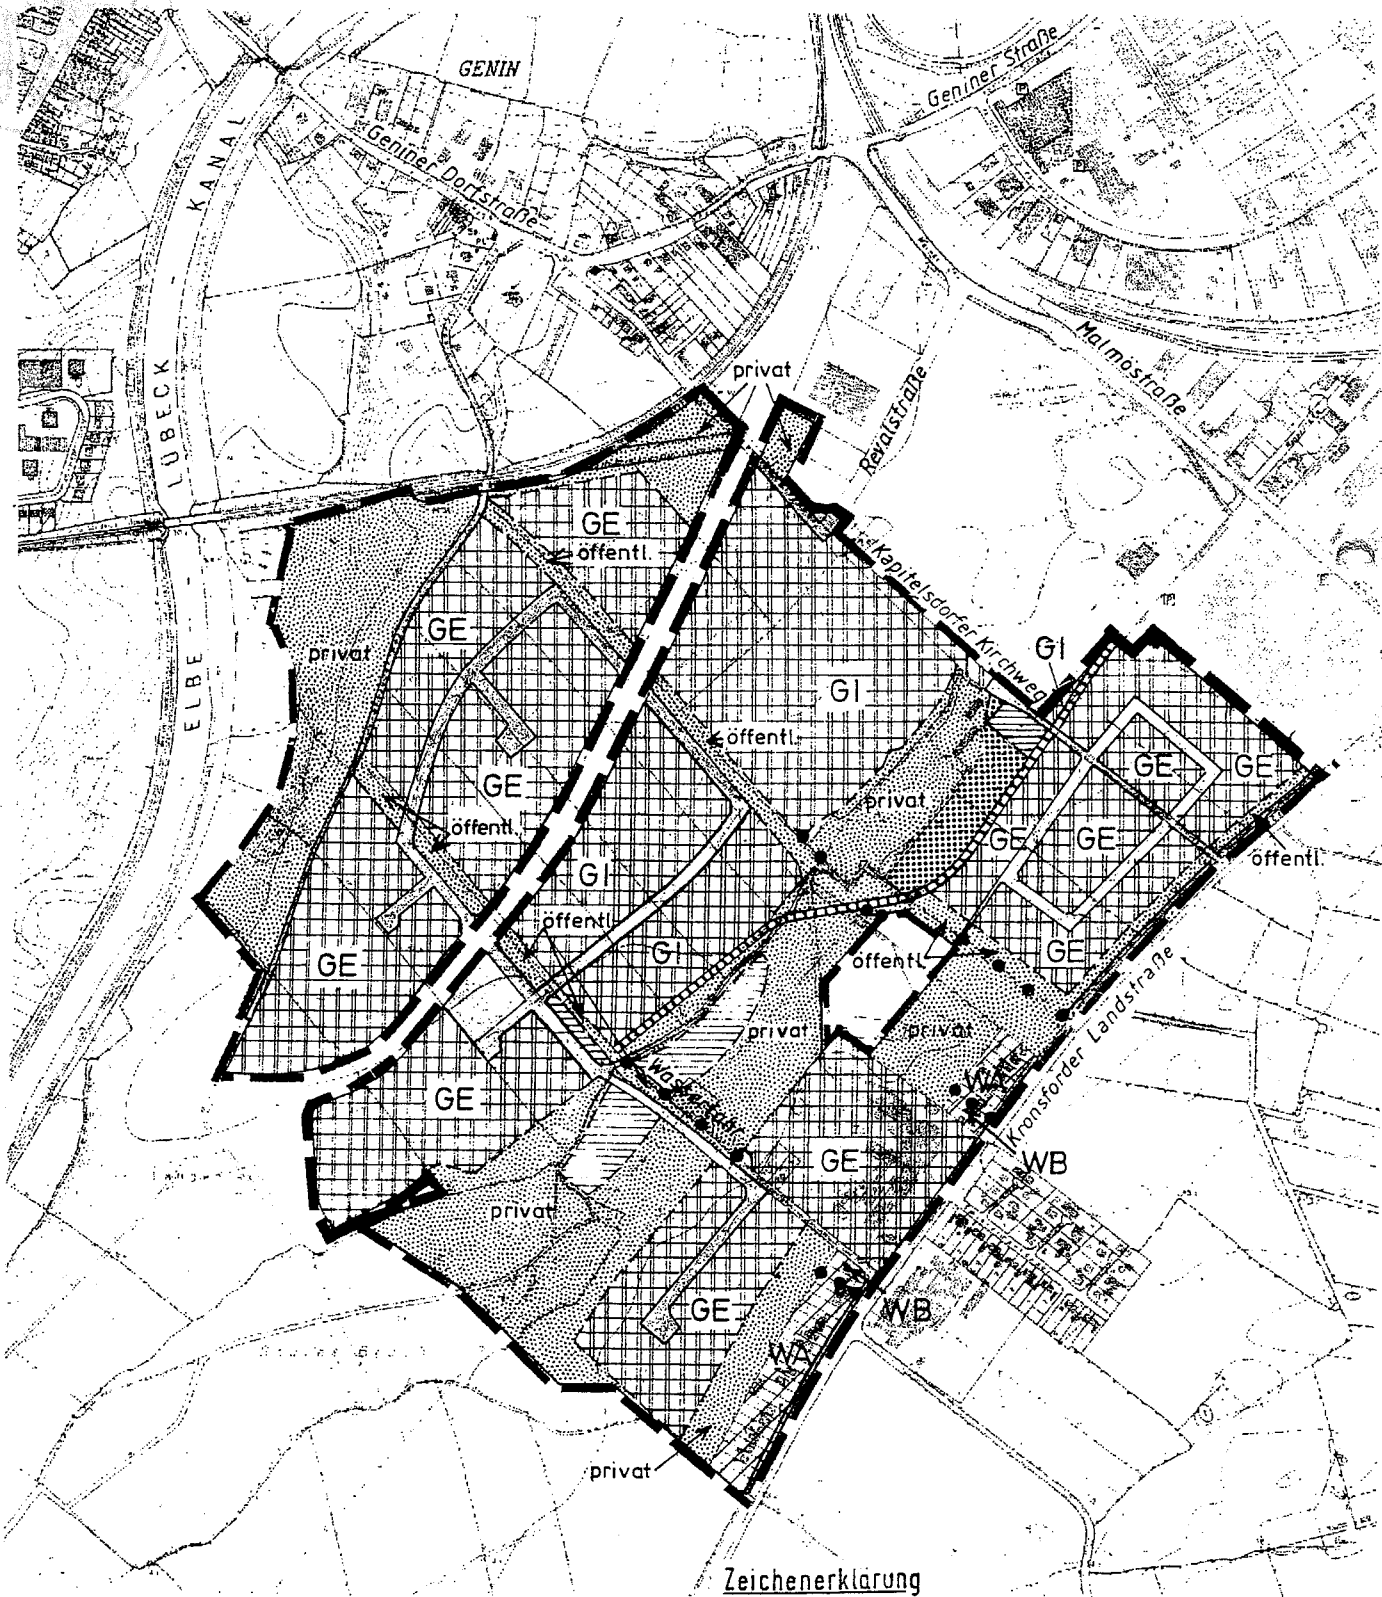 GENIN
Geniner Straße
KANAL -
Geniner Dorfstraße
Malmöstraße
LÜBECK
privat
Revalstraße
GE
öffentl.
Kapitelsdorfer Kirchweg
GE
privat
GI
GI
ELBE -
öffentl.
GE
GE
GE
privat
öffentl.
GE
GE
öffentl.
GI
öffentl.
GI
GE
GE
öffentl.
privat
privat
WA
Kronsforder Landstraße
GE
Wasserfahr
GE
WB
privat
GE
WB
WA
privat
Zeichenerklärung